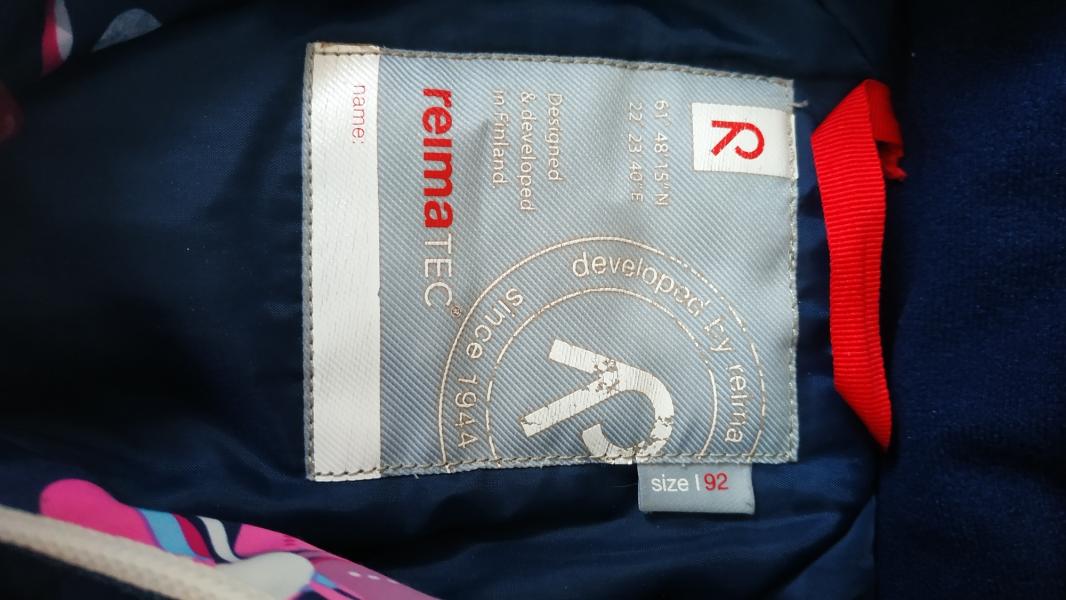 R
61° 48' 15" N
22° 23' 40" E
Designed
& developed
in Finland
reimaTEC®
name:
developed by reima
since 1944
R
size | 92